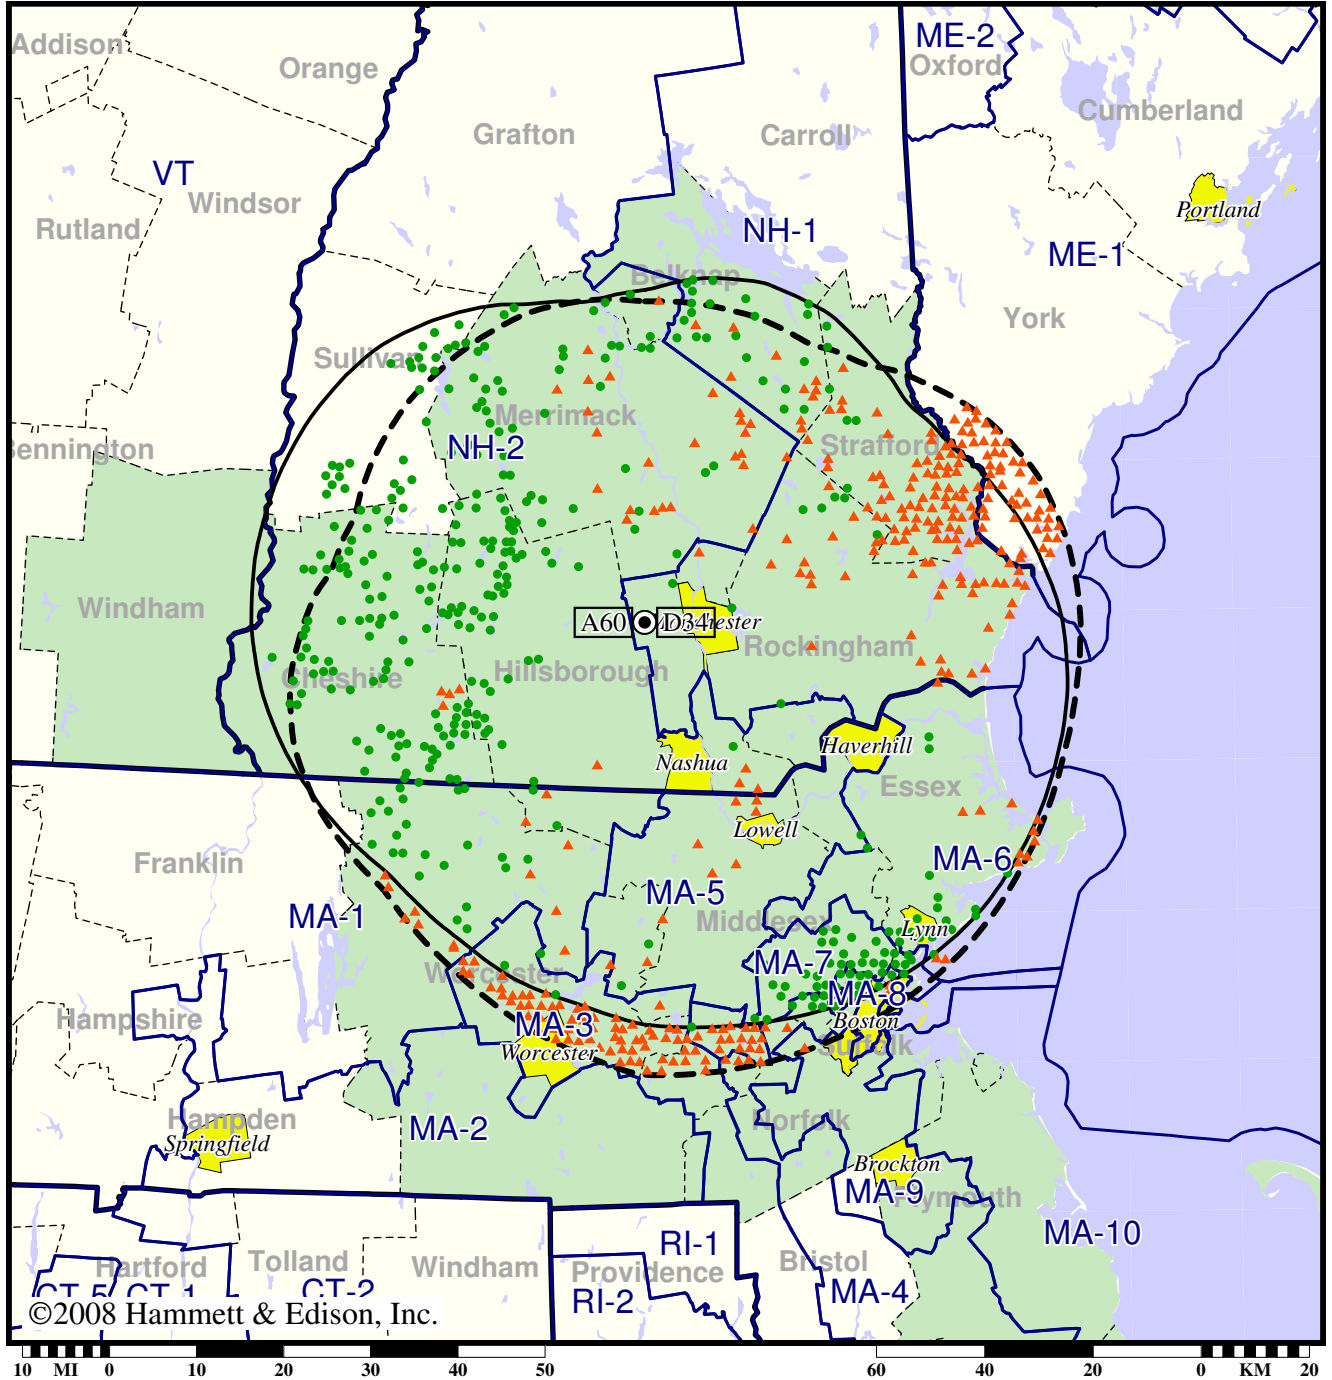 Addison
Orange
Grafton
Carroll
ME-2
Oxford
Cumberland
VT
Windsor
Rutland
Portland
NH-1
ME-1
Belknap
York
Sullivan
Merrimack
Strafford
Bennington
NH-2
Windham
A60
D34
Rockingham
Hillsborough
Cheshire
Nashua
Haverhill
Essex
Lowell
Franklin
MA-6
MA-5
MA-1
Middlesex
Lynn
MA-7
Worcester
MA-8
Hampshire
MA-3
Boston
Suffolk
Worcester
Hampden
Springfield
MA-2
Norfolk
Brockton
MA-9
Plymouth
MA-10
RI-1
Hartford
Tolland
Windham
Providence
Bristol
CT-5
CT-1
CT-2
RI-2
MA-4
©2008 Hammett & Edison, Inc.
10 MI 0 10 20 30 40 50 60 40 20 0 KM 20